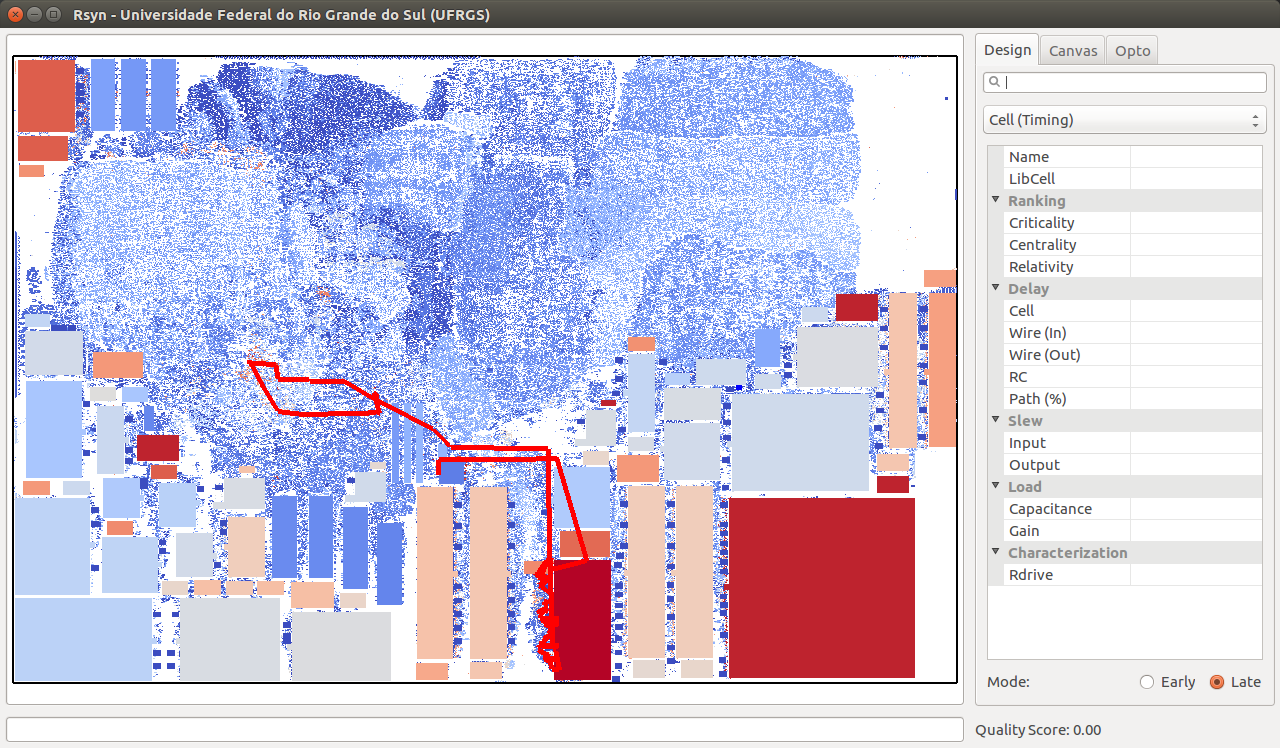 Rsyn - Universidade Federal do Rio Grande do Sul (UFRGS)
Design
Canvas
Opto
Cell (Timing)
Name
LibCell
Ranking
Criticality
Centrality
Relativity
Delay
Cell
Wire (In)
Wire (Out)
RC
Path (%)
Slew
Input
Output
Load
Capacitance
Gain
Characterization
Rdrive
Mode:
Early
Late
Quality Score: 0.00